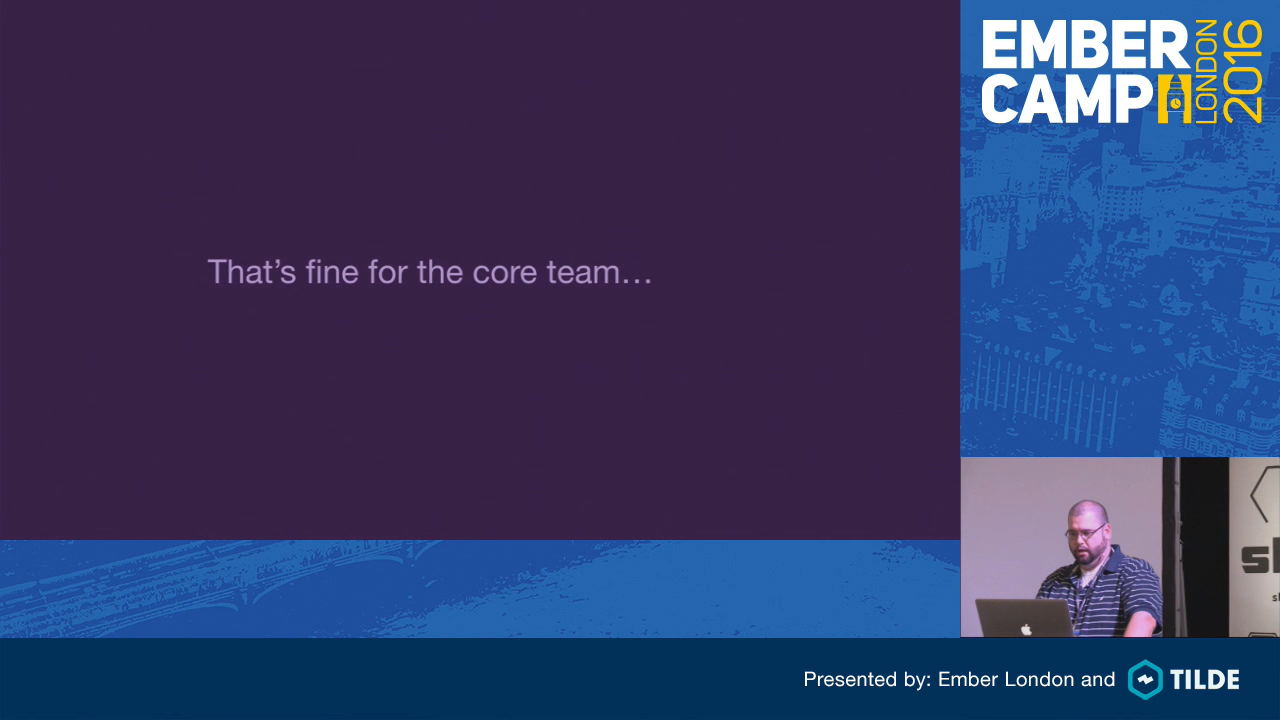 That's fine for the core team…
EMBER
CAMP
LONDON
2016
Presented by: Ember London and TILDE